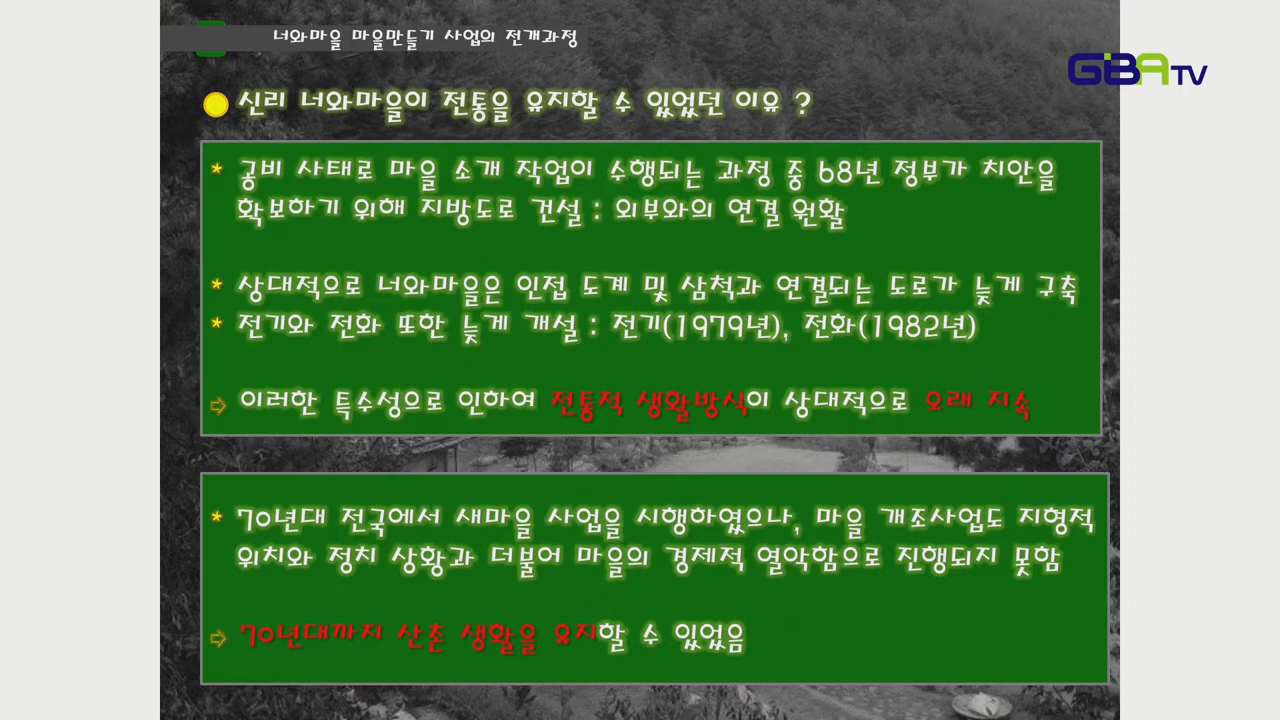 너와마을 마을만들기 사업의 전개과정
GBATV
신리 너와마을이 전통을 유지할 수 있었던 이유 ?
* 공비 사태로 마을 소개 작업이 수행되는 과정 중 68년 정부가 치안을
확보하기 위해 지방도로 건설 : 외부와의 연결 원활
* 상대적으로 너와마을은 인접 도계 및 삼척과 연결되는 도로가 늦게 구축
* 전기와 전화 또한 늦게 개설 : 전기(1979년), 전화(1982년)
⇨ 이러한 특수성으로 인하여 전통적 생활방식이 상대적으로 오래 지속
* 70년대 전국에서 새마을 사업을 시행하였으나, 마을 개조사업도 지형적
위치와 정치 상황과 더불어 마을의 경제적 열악함으로 진행되지 못함
⇨ 70년대까지 산촌 생활을 유지할 수 있었음